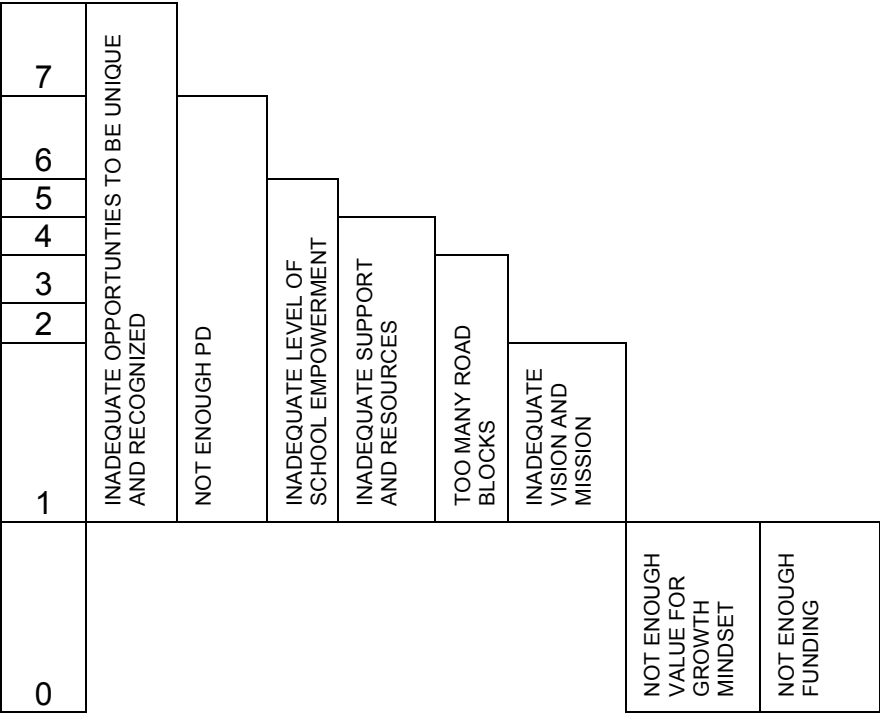 7
6
5
4
3
2
1
0
INADEQUATE OPPORTUNTIES TO BE UNIQUE
AND RECOGNIZED
NOT ENOUGH PD
INADEQUATE LEVEL OF
SCHOOL EMPOWERMENT
INADEQUATE SUPPORT
AND RESOURCES
TOO MANY ROAD
BLOCKS
INADEQUATE
VISION AND
MISSION
NOT ENOUGH
VALUE FOR
GROWTH
MINDSET
NOT ENOUGH
FUNDING